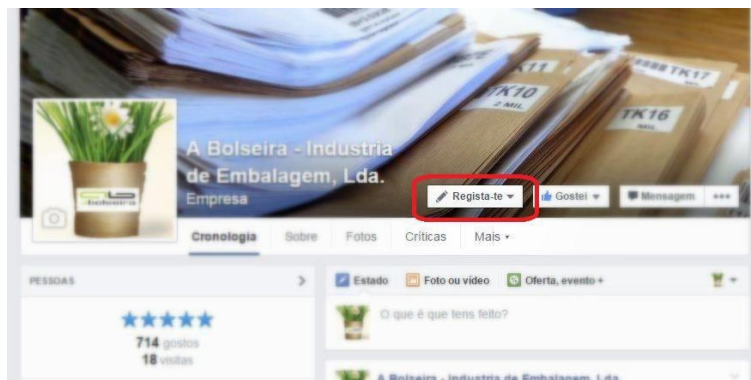 TK11
TK10
2 MIL
TK17
TK16
MIL
A Bolseira - Industria
de Embalagem, Lda.
Empresa
Regista-te
Gostei
Mensagem
Cronologia
Sobre
Fotos
Críticas
Mais
PESSOAS
714 gostos
18 visitas
Estado
Foto ou vídeo
Oferta, evento +
O que é que tens feito?
A Bolseira - Industria de Embalagem, Lda.